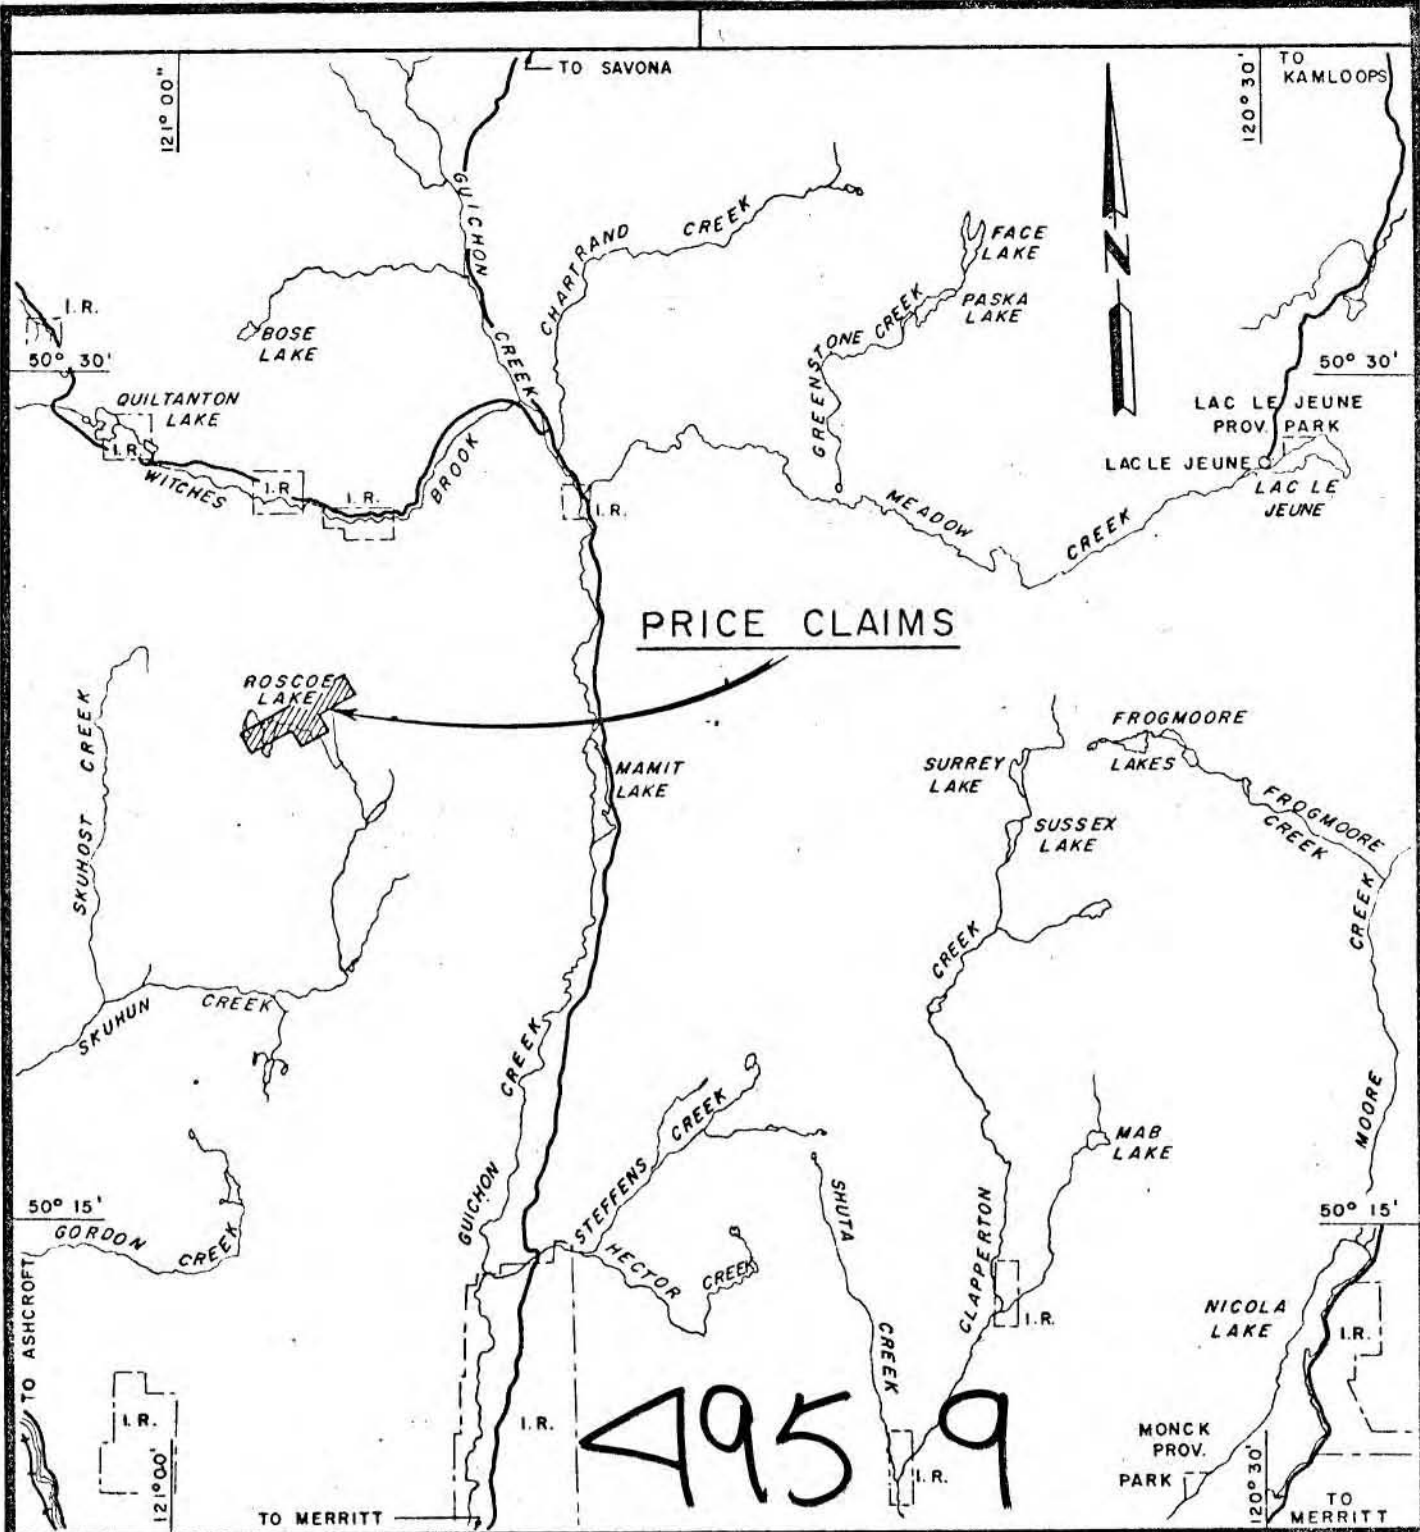 TO SAVONA
121° 00"
120° 30'
TO
KAMLOOPS
GUICHON
CREEK
CHARTRAND CREEK
FACE
LAKE
PASKA
LAKE
GREENSTONE CREEK
I.R.
BOSE
LAKE
50° 30'
50° 30'
QUILTANTON
LAKE
I.R.
WITCHES
I.R
I.R.
BROOK
I.R.
MEADOW
CREEK
LAC LE JEUNE
PROV. PARK
LAC LE JEUNE
LAC LE
JEUNE
PRICE CLAIMS
ROSCOE
LAKE
SKUHOST CREEK
MAMIT
LAKE
SURREY
LAKE
FROGMOORE
LAKES
SUSSEX
LAKE
FROGMOORE
CREEK
CREEK
CREEK
SKUHUN
CREEK
CREEK
MOORE
STEFFENS
CREEK
MAB
LAKE
GUICHON
SHUTA
CLAPPERTON
50° 15'
50° 15'
GORDON
CREEK
HECTOR
CREEK
NICOLA
LAKE
I.R.
I.R.
CREEK
TO ASHCROFT
I.R.
I.R.
4959
I.R.
MONCK
PROV.
PARK
121°00'
120° 30'
TO MERRITT
TO
MERRITT